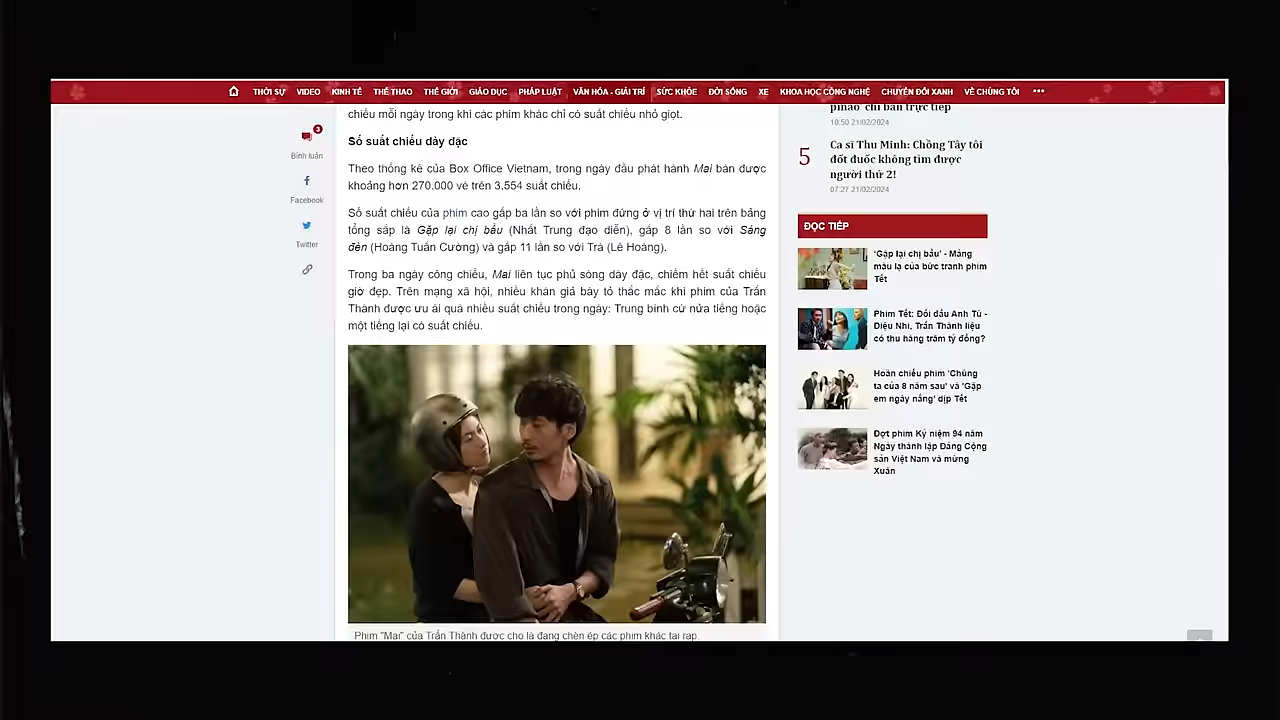 THỜI SỰ VIDEO KINH TẾ THỂ THAO THẾ GIỚI GIÁO DỤC PHÁP LUẬT VĂN HÓA - GIẢI TRÍ SỨC KHỎE ĐỜI SỐNG XE KHOA HỌC CÔNG NGHỆ CHUYỂN ĐỔI XANH VỀ CHÚNG TÔI •••
3
Bình luận
Facebook
Twitter
chiếu mỗi ngày trong khi các phim khác chỉ có suất chiếu nhỏ giọt.
Số suất chiếu dày đặc
Theo thống kê của Box Office Vietnam, trong ngày đầu phát hành Mai bán được
khoảng hơn 270.000 vé trên 3.554 suất chiếu.
Số suất chiếu của phim cao gấp ba lần so với phim đứng ở vị trí thứ hai trên bảng
tổng sắp là Gặp lại chị bầu (Nhất Trung đạo diễn), gấp 8 lần so với Sáng
đèn (Hoàng Tuấn Cường) và gấp 11 lần so với Trà (Lê Hoàng).
Trong ba ngày công chiếu, Mai liên tục phủ sóng dày đặc, chiếm hết suất chiếu
giờ đẹp. Trên mạng xã hội, nhiều khán giả bày tỏ thắc mắc khi phim của Trấn
Thành được ưu ái quá nhiều suất chiếu trong ngày: Trung bình cứ nửa tiếng hoặc
một tiếng lại có suất chiếu.
Phim "Mai" của Trấn Thành được cho là đang chèn ép các phim khác tại rạp
chỉ bán trực tiếp
10:50 21/02/2024
5
Ca sĩ Thu Minh: Chồng Tây tôi
đốt đuốc không tìm được
người thứ 2!
07:27 21/02/2024
ĐỌC TIẾP
'Gặp lại chị bầu' - Mảng
màu lạ của bức tranh phim
Tết
Phim Tết: Đối đầu Anh Tú -
Diệu Nhi, Trấn Thành liệu
có thu hàng trăm tỷ đồng?
Hoãn chiếu phim 'Chúng
ta của 8 năm sau' và 'Gặp
em ngày nắng' dịp Tết
Đợt phim Kỷ niệm 94 năm
Ngày thành lập Đảng Cộng
sản Việt Nam và mừng
Xuân